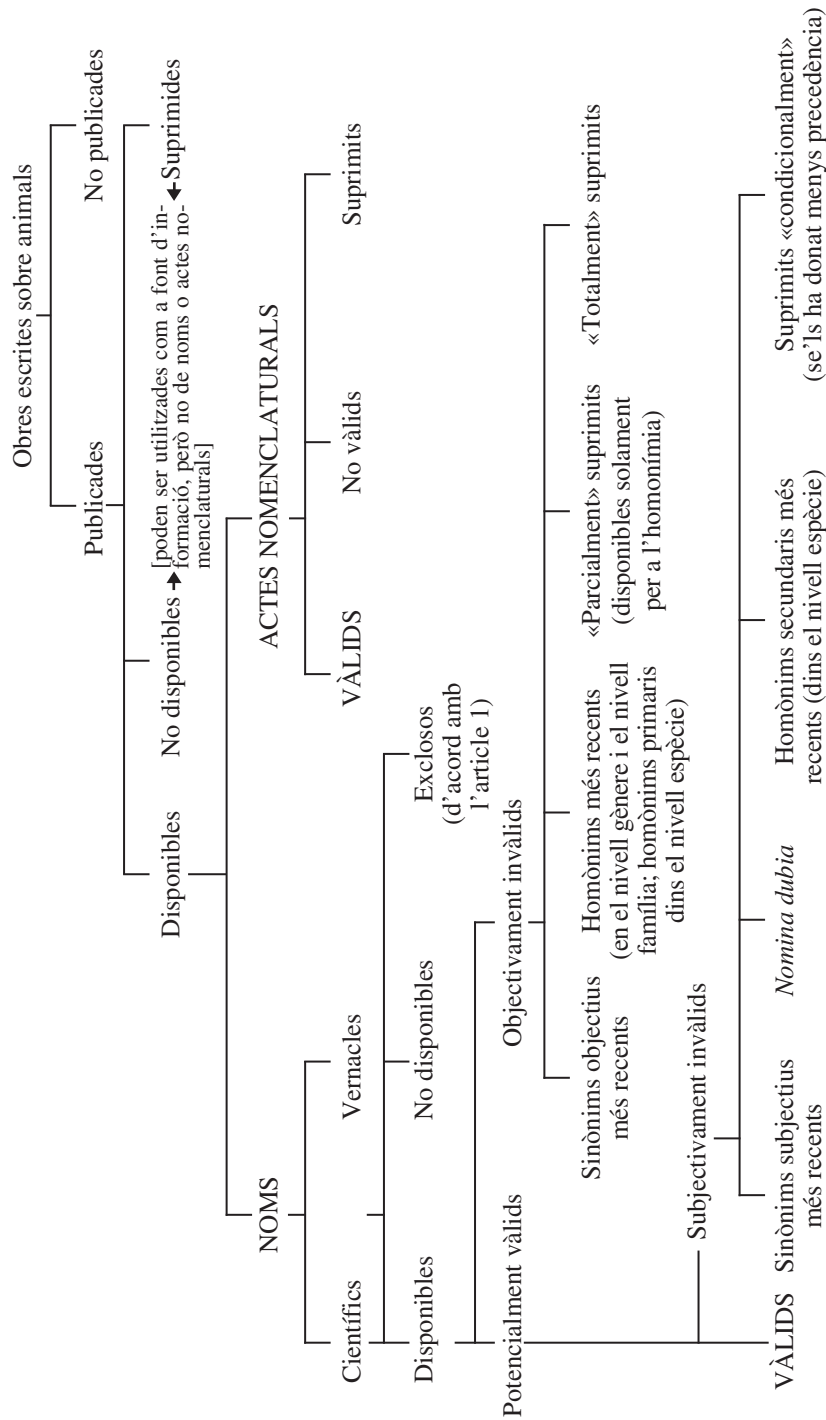 Obres escrites sobre animals
Publicades
No publicades
Disponibles
No disponibles
[poden ser utilitzades com a font d'in-
formació, però no de noms o actes no-
menclaturals]
Suprimides
NOMS
ACTES NOMENCLATURALS
Científics
Vernacles
VÀLIDS
No vàlids
Suprimits
Disponibles
No disponibles
Exclosos
(d'acord amb
l'article 1)
Potencialment vàlids
Objectivament invàlids
Sinònims objectius
més recents
Homònims més recents
(en el nivell gènere i el nivell
família; homònims primaris
dins el nivell espècie)
«Parcialment» suprimits
(disponibles solament
per a l'homonímia)
«Totalment» suprimits
Subjectivament invàlids
VÀLIDS
Sinònims subjectius
més recents
Nomina dubia
Homònims secundaris més
recents (dins el nivell espècie)
Suprimits «condicionalment»
(se'ls ha donat menys precedència)